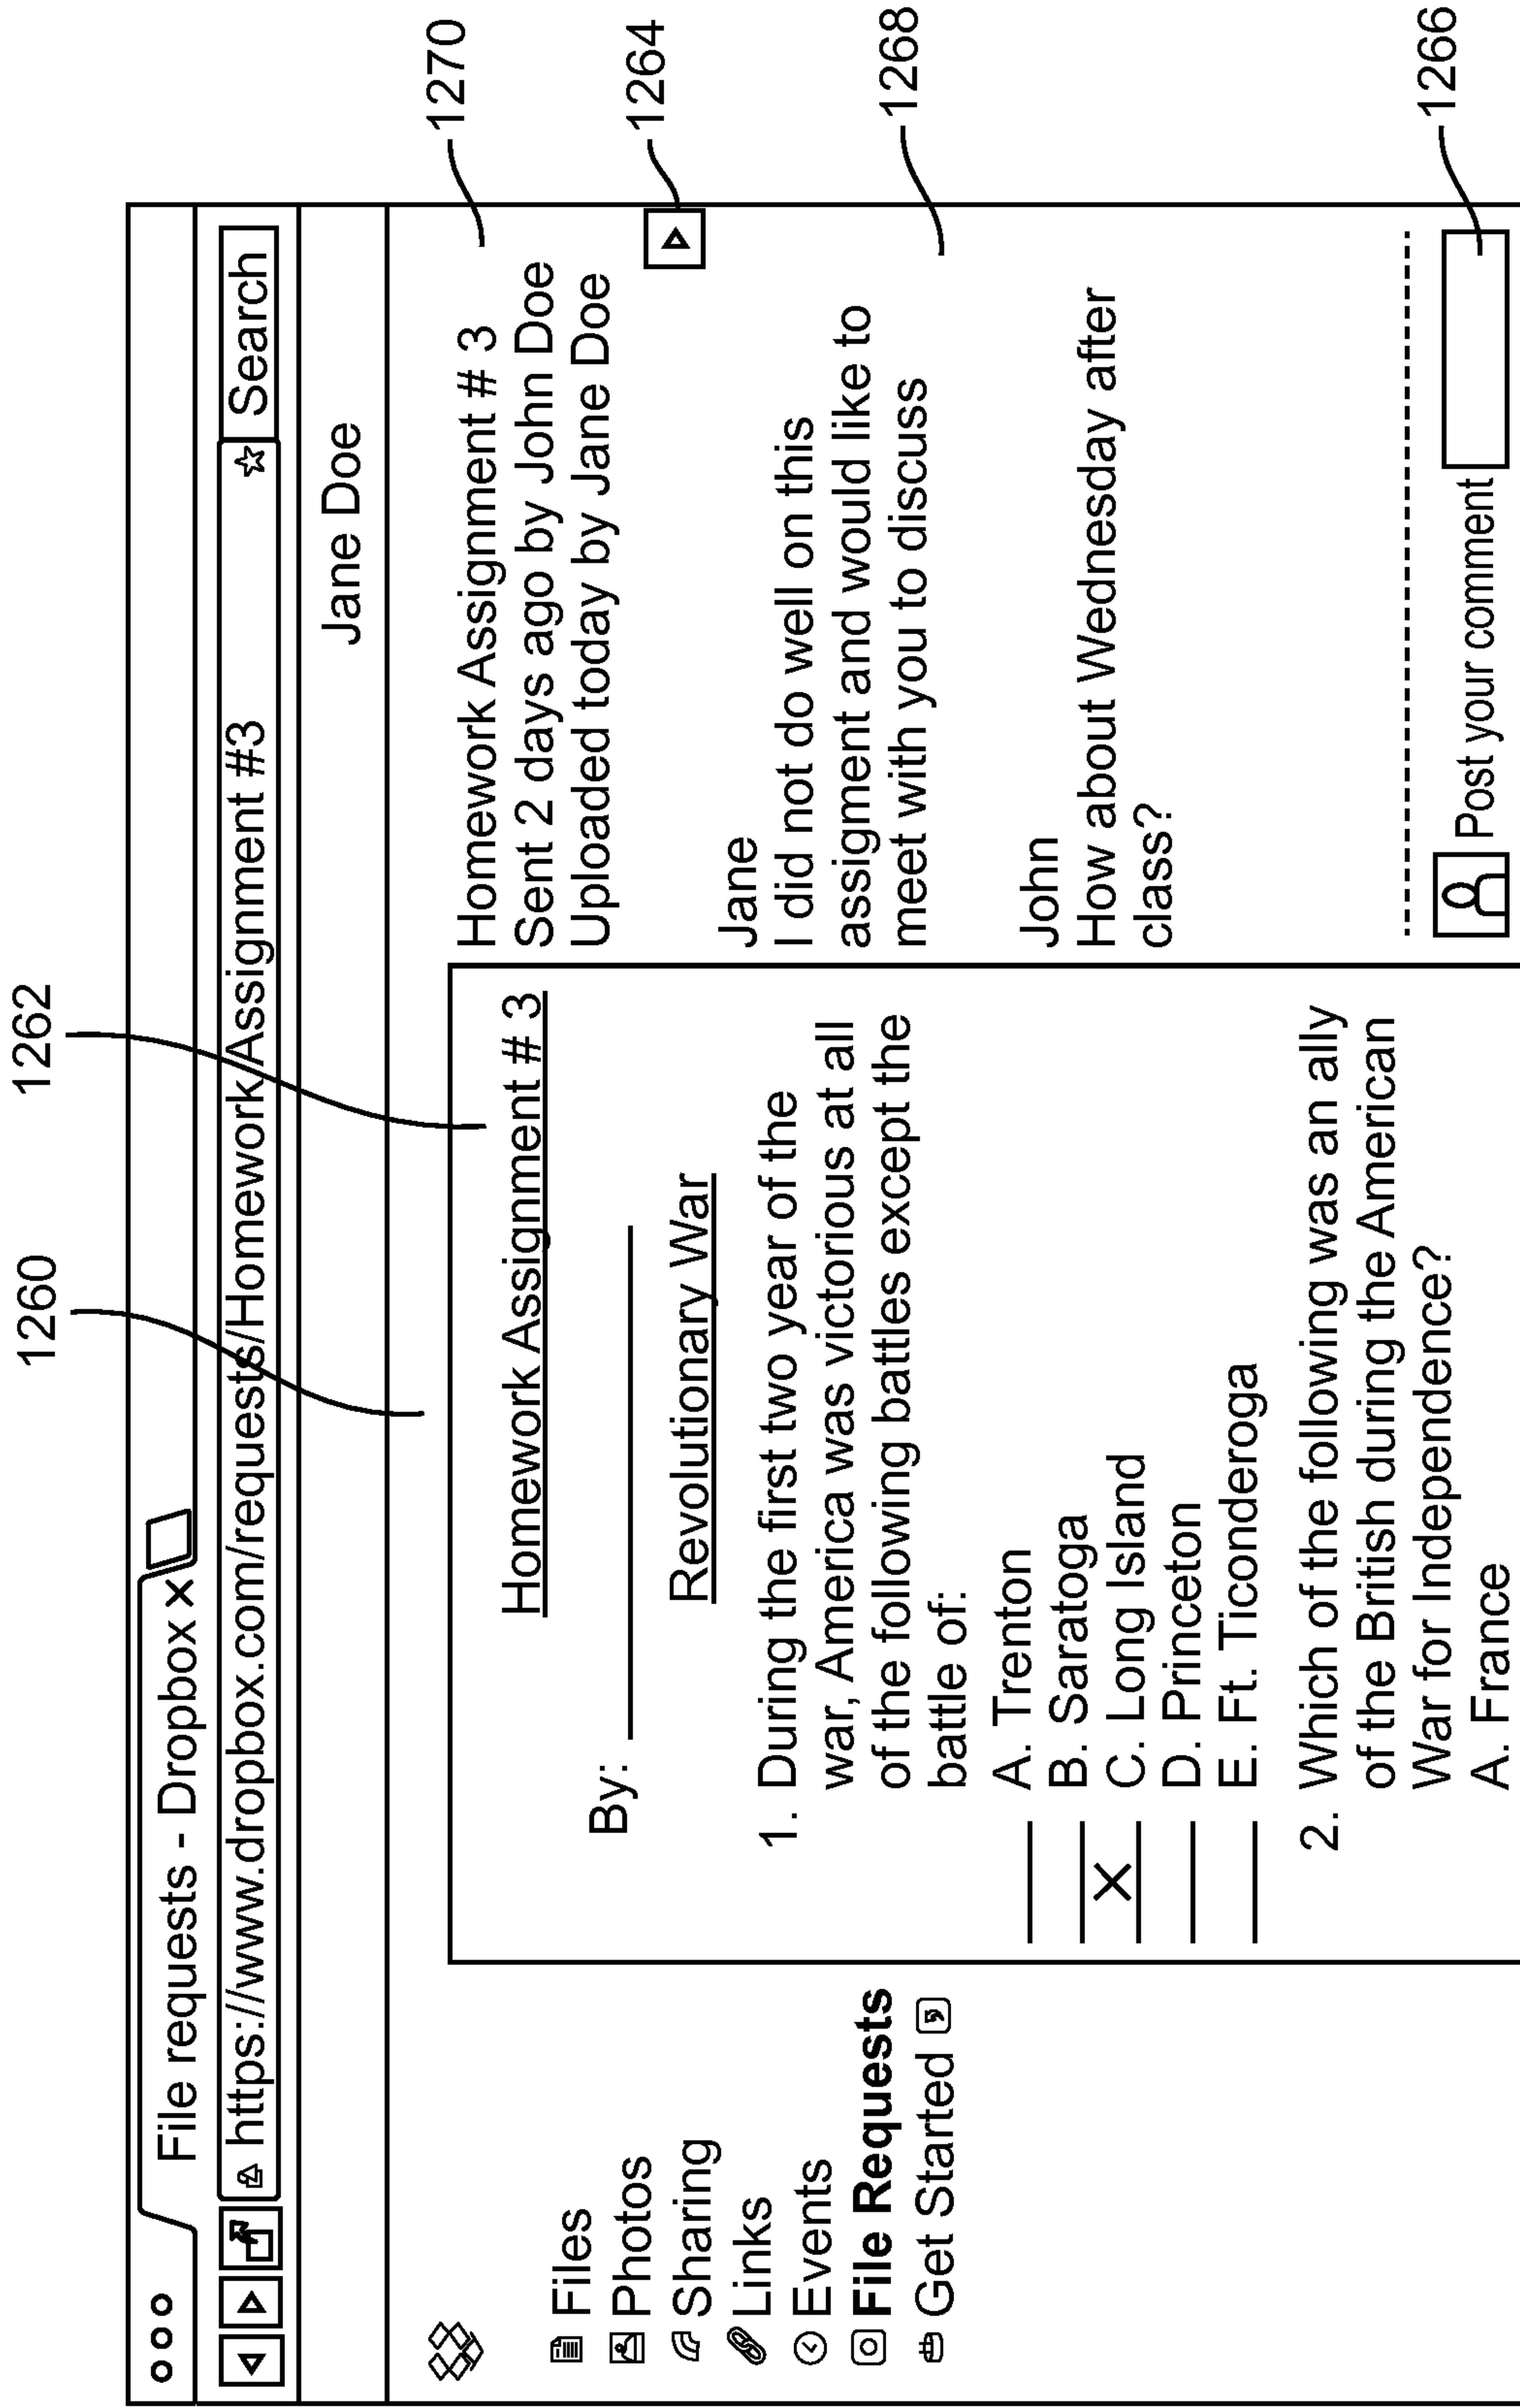 1260
1262
File requests - Dropbox X
https://www.dropbox.com/requests/Homework Assignment #3
Search
Jane Doe
Files
Photos
Sharing
Links
Events
File Requests
Get Started
Homework Assignment # 3
By:
Revolutionary War
1. During the first two year of the
war, America was victorious at all
of the following battles except the
battle of:
A. Trenton
B. Saratoga
X C. Long Island
D. Princeton
E. Ft. Ticonderoga
2. Which of the following was an ally
of the British during the American
War for Independence?
A. France
Homework Assignment # 3
Sent 2 days ago by John Doe
Uploaded today by Jane Doe
Jane
I did not do well on this
assigment and would like to
meet with you to discuss
John
How about Wednesday after
class?
Post your comment
1270
1264
1268
1266